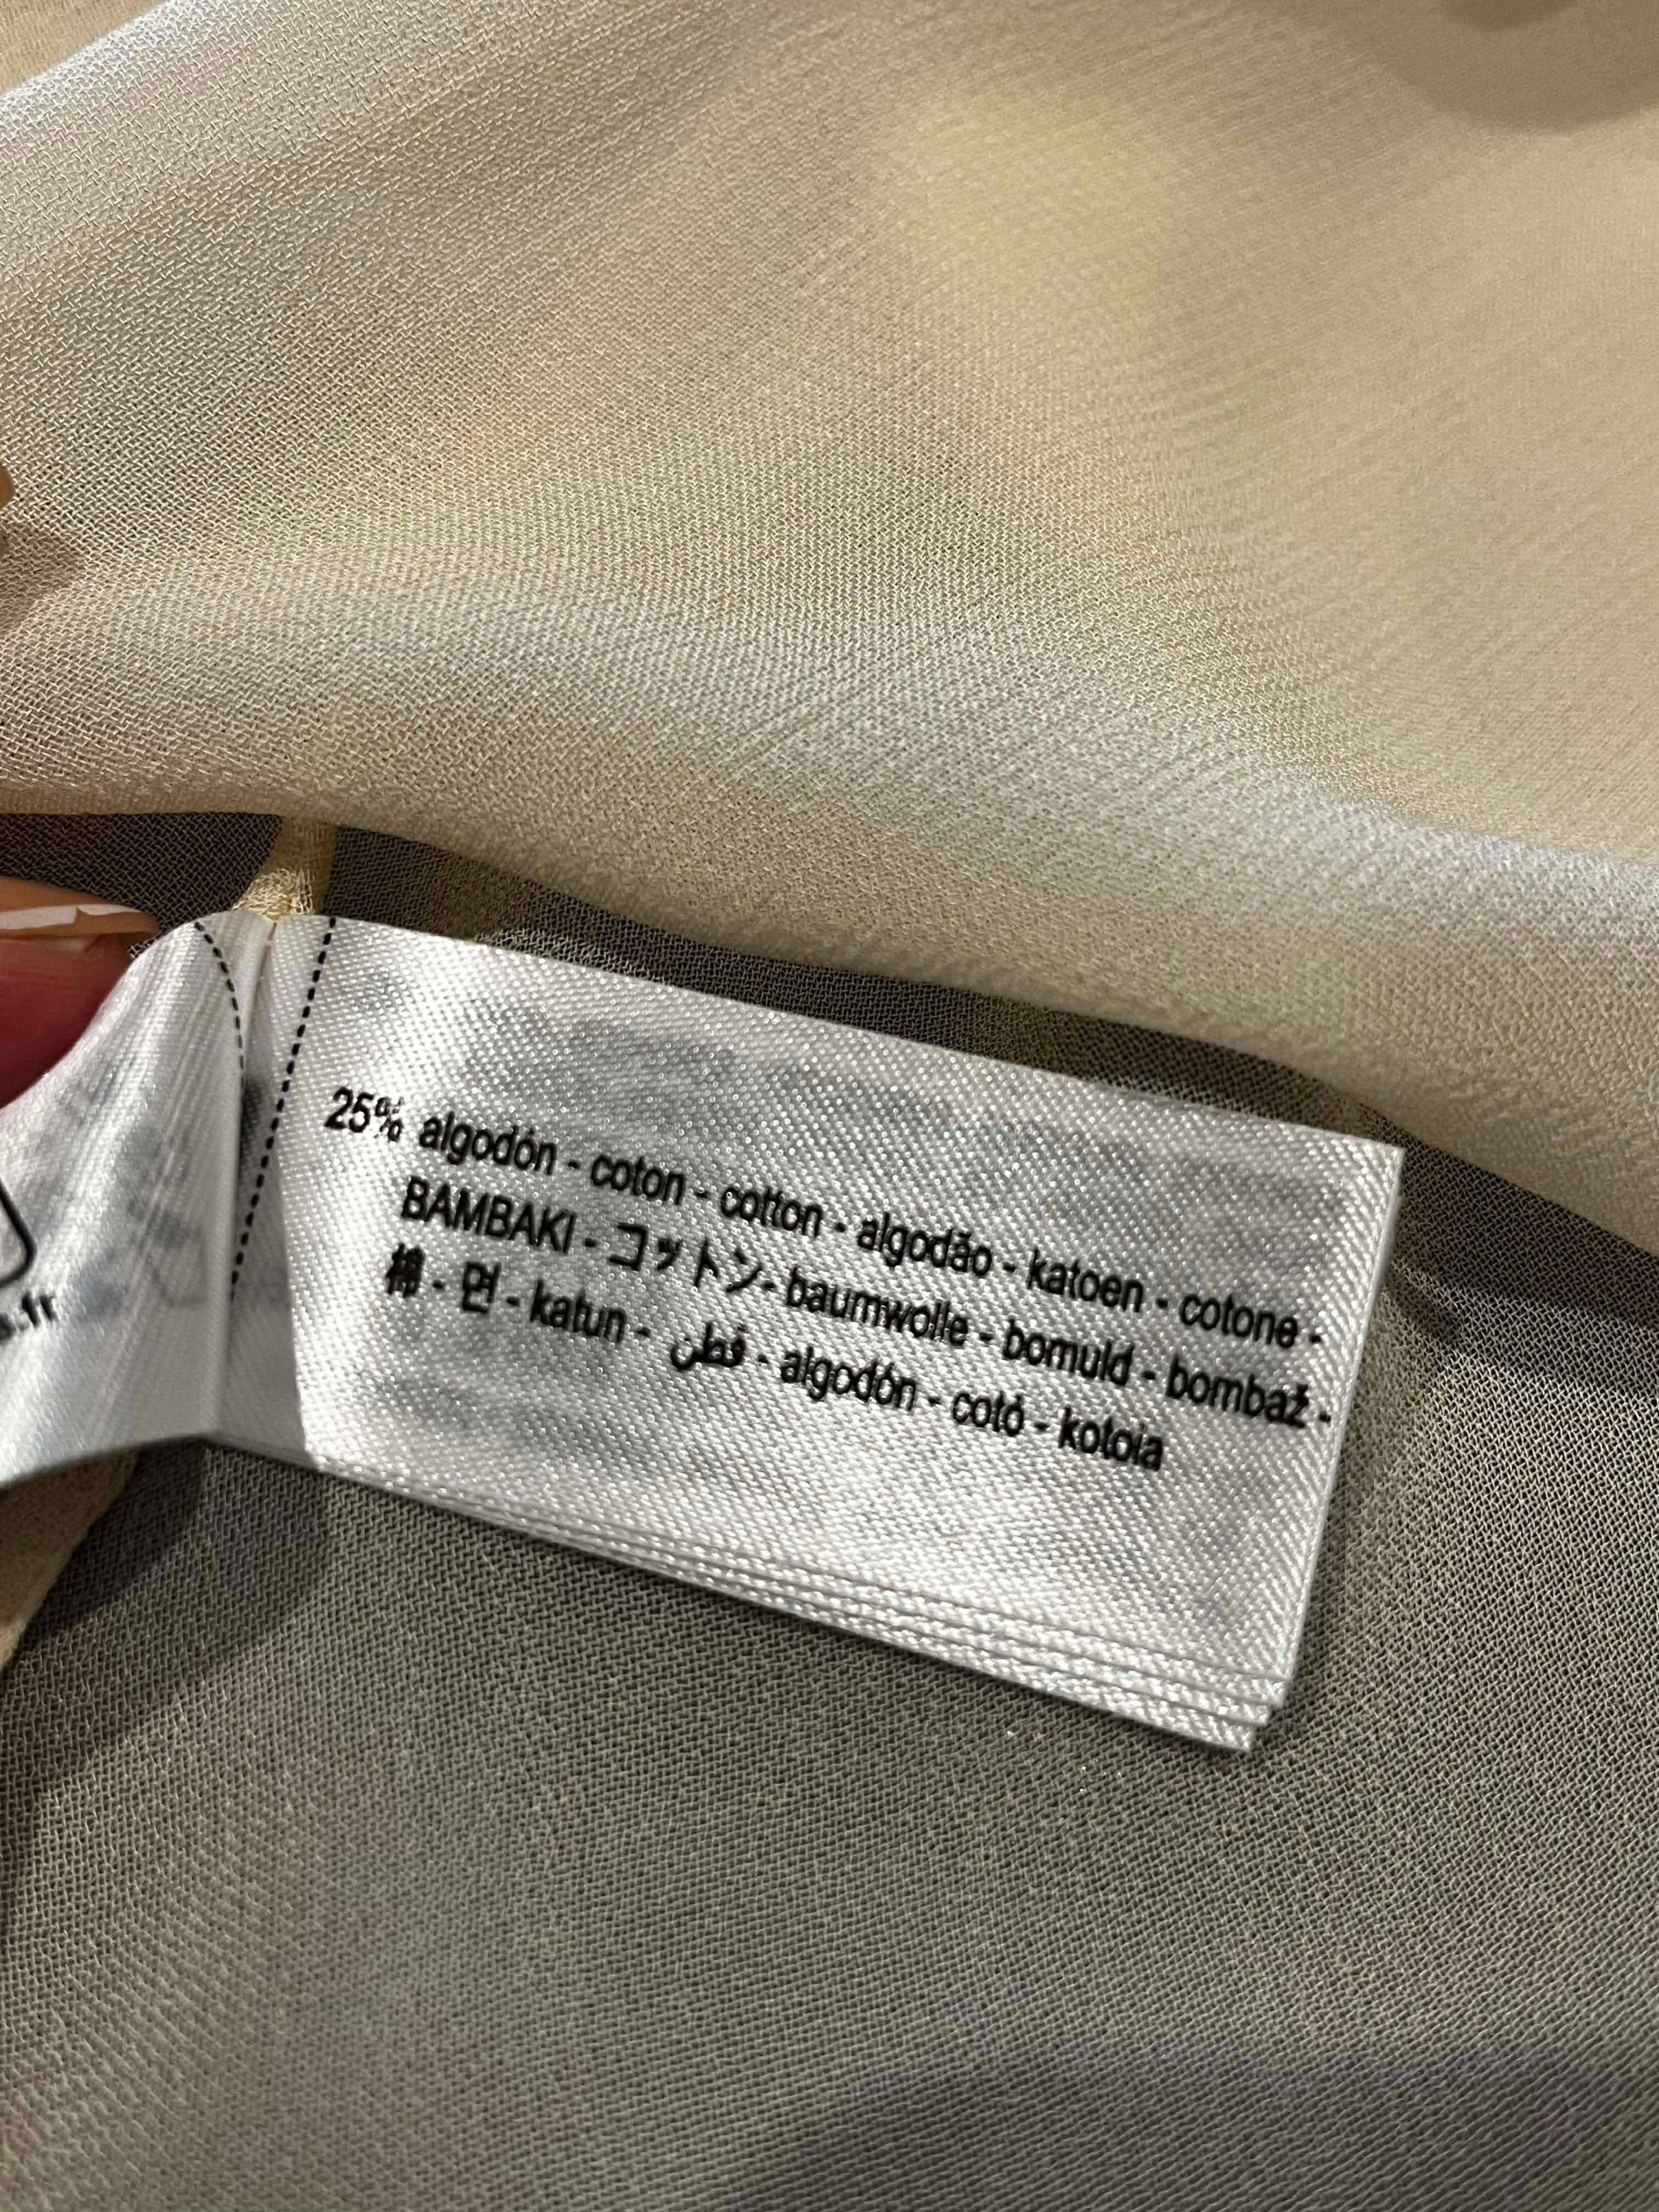 25% algodón - coton - cotton - algodão - katoen - cotone -
BAMBAKI - コットン- baumwolle - bomuld - bombaž -
棉 - 면 - katun - قطن - algodón - cotó - kotoia
.fr